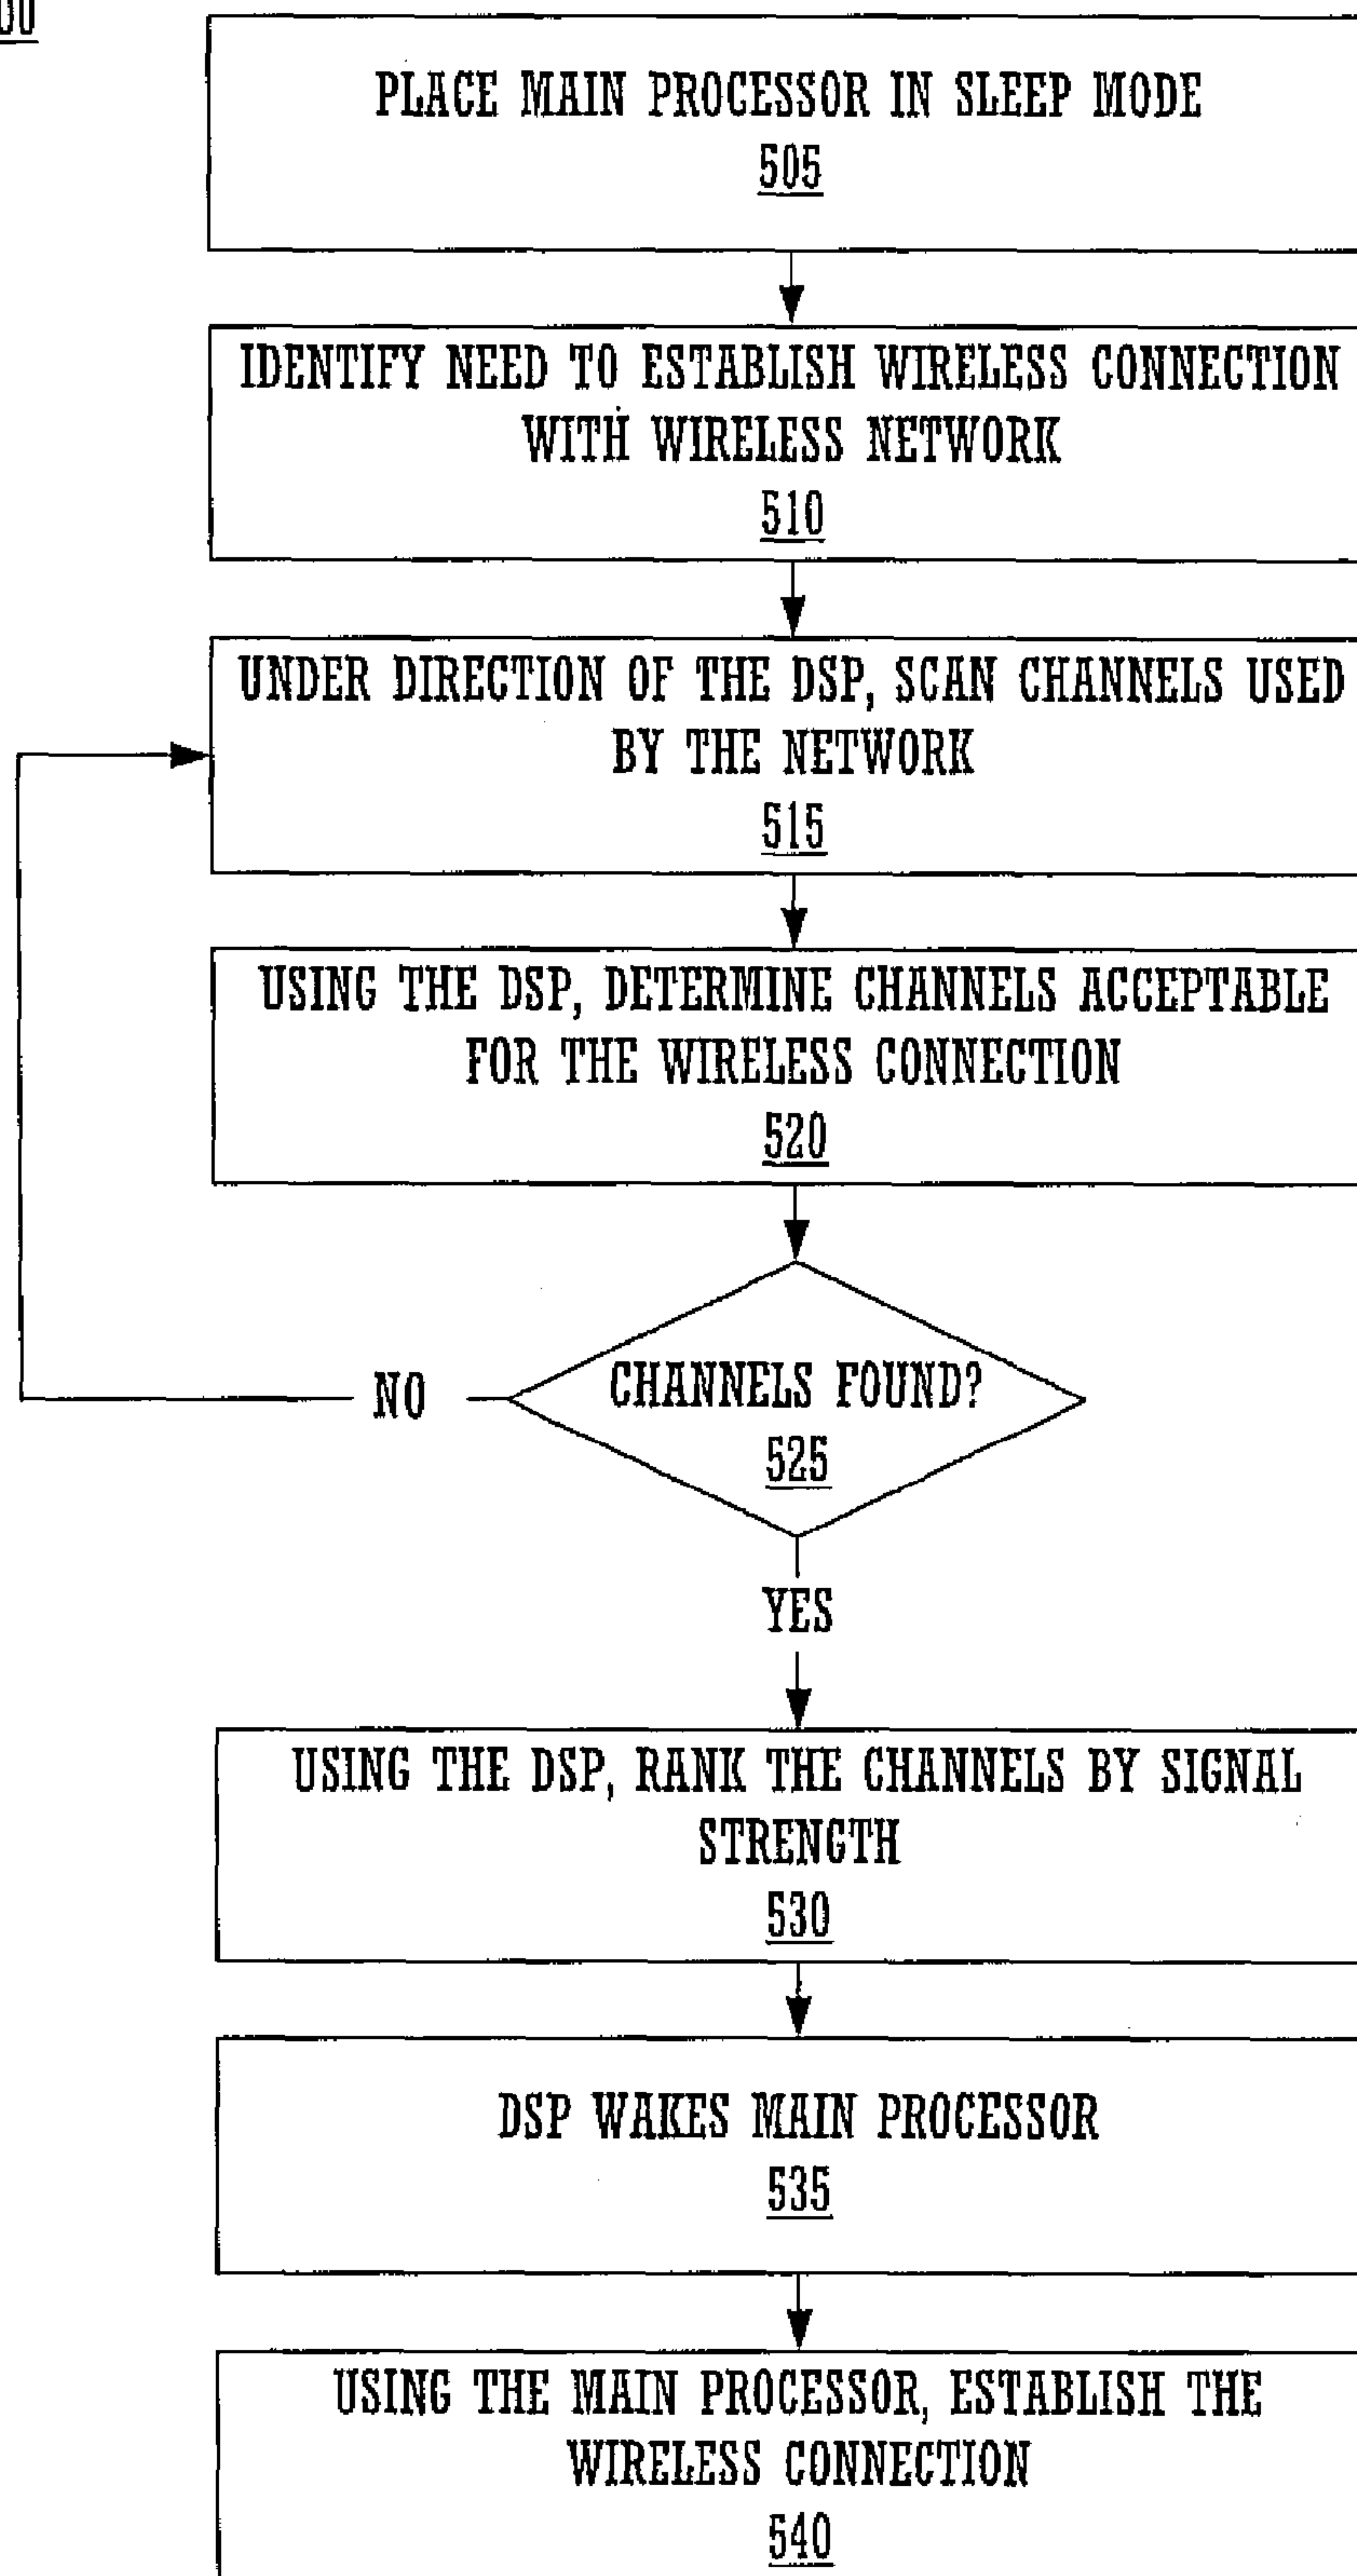 PLACE MAIN PROCESSOR IN SLEEP MODE
505
IDENTIFY NEED TO ESTABLISH WIRELESS CONNECTION
WITH WIRELESS NETWORK
510
UNDER DIRECTION OF THE DSP, SCAN CHANNELS USED
BY THE NETWORK
515
USING THE DSP, DETERMINE CHANNELS ACCEPTABLE
FOR THE WIRELESS CONNECTION
520
CHANNELS FOUND?
525
NO
YES
USING THE DSP, RANK THE CHANNELS BY SIGNAL
STRENGTH
530
DSP WAKES MAIN PROCESSOR
535
USING THE MAIN PROCESSOR, ESTABLISH THE
WIRELESS CONNECTION
540